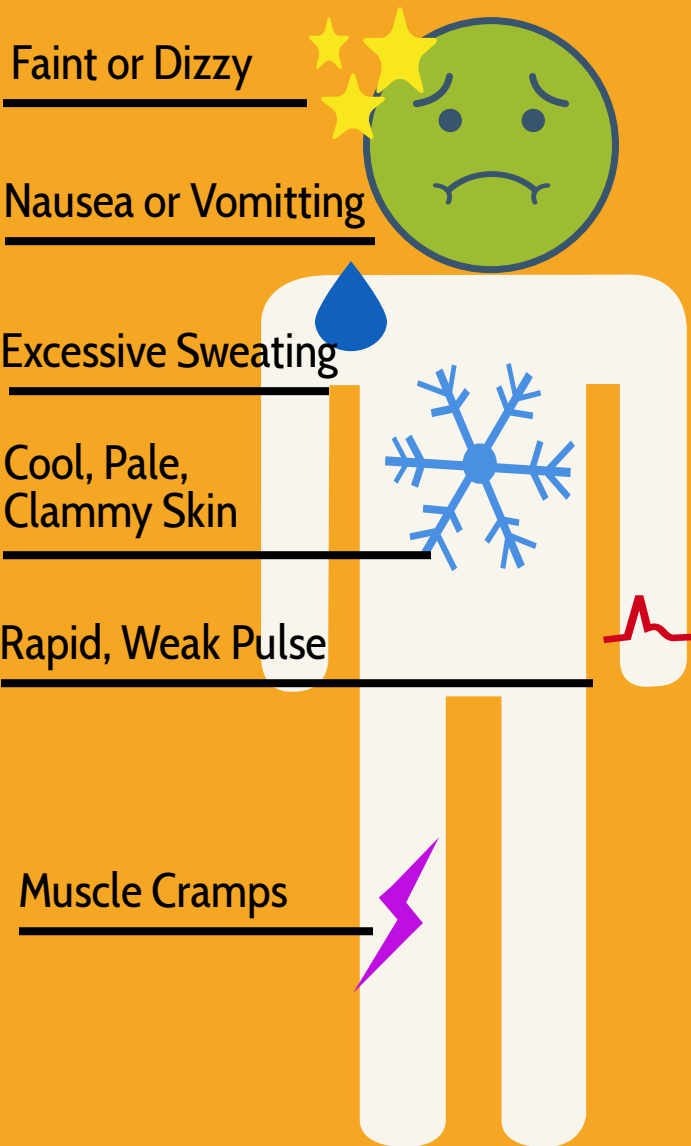 Faint or Dizzy
Nausea or Vomitting
Excessive Sweating
Cool, Pale,
Clammy Skin
Rapid, Weak Pulse
Muscle Cramps